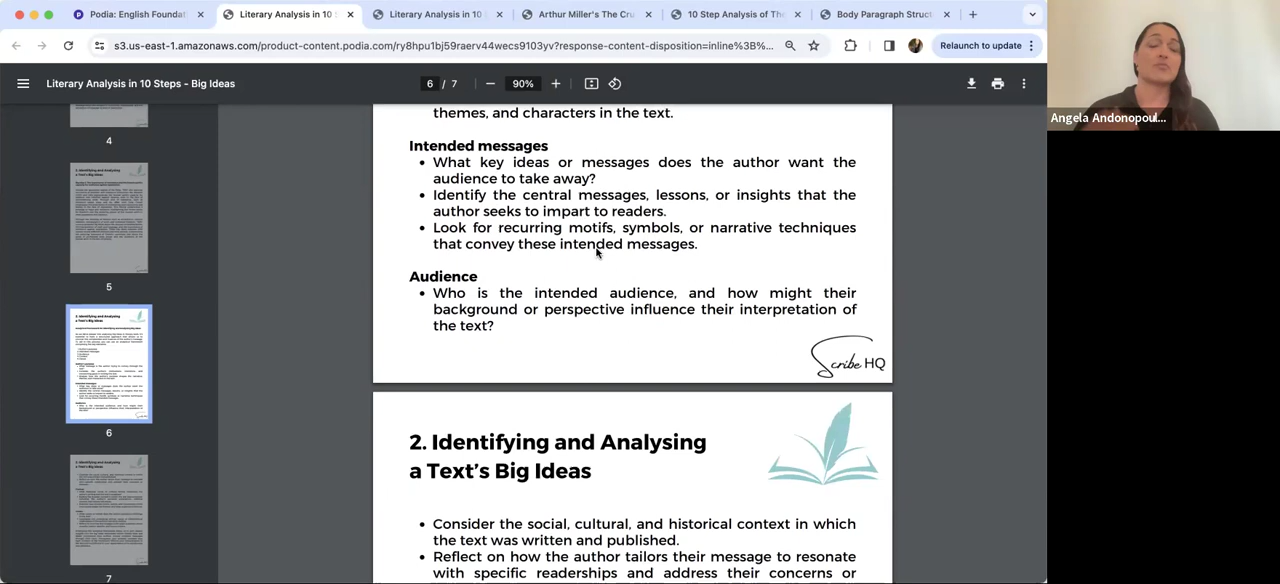 Podia: English Foundat
Literary Analysis in 10 S
Literary Analysis in 10
Arthur Miller's The Cru
10 Step Analysis of The
Body Paragraph Struct
s3.us-east-1.amazonaws.com/product-content.podia.com/ry8hpu1bj59raerv44wecs9103yv?response-content-disposition=inline%3B%...
Relaunch to update
Literary Analysis in 10 Steps - Big Ideas
6 / 7
90%
Angela Andonopoul...
4
5
6
7
themes, and characters in the text.
Intended messages
• What key ideas or messages does the author want the
audience to take away?
• Identify the central messages, lessons, or insights that the
author seeks to impart to readers.
• Look for recurring motifs, symbols, or narrative techniques
that convey these intended messages.
Audience
• Who is the intended audience, and how might their
background or perspective influence their interpretation of
the text?
Scribe HQ
2. Identifying and Analysing
a Text's Big Ideas
• Consider the social, cultural, and historical context in which
the text was written and published.
• Reflect on how the author tailors their message to resonate
with specific readerships and address their concerns or